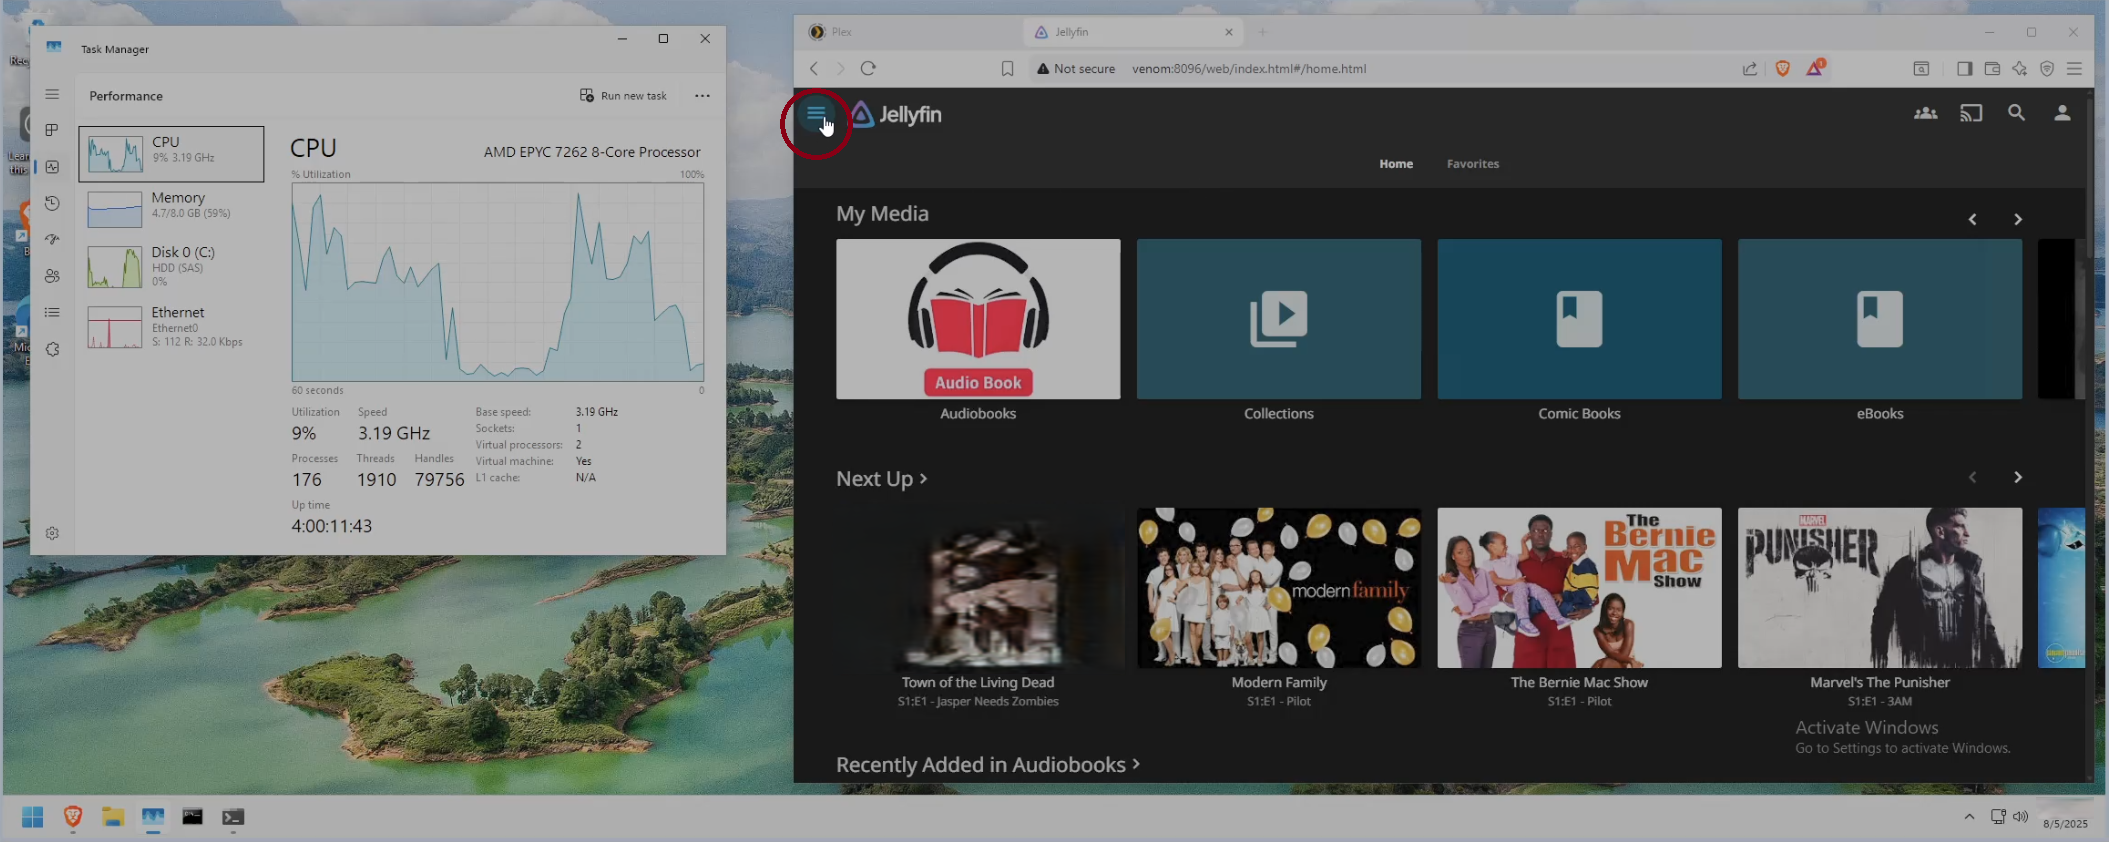 Task Manager
Performance
Run new task
CPU
9% 3.19 GHz
Memory
4.7/8.0 GB (59%)
Disk 0 (C:)
HDD (SAS)
0%
Ethernet
Ethernet0
S: 112 R: 32.0 Kbps
CPU
AMD EPYC 7262 8-Core Processor
% Utilization
100%
60 seconds
0
Utilization
Speed
9%
3.19 GHz
Processes
Threads
Handles
176
1910
79756
Up time
4:00:11:43
Base speed:
3.19 GHz
Sockets:
1
Virtual processors:
2
Virtual machine:
Yes
L1 cache:
N/A
Plex
Jellyfin
Not secure
venom:8096/web/index.html#/home.html
1
Jellyfin
Home
Favorites
My Media
Audio Book
Audiobooks
Collections
Comic Books
eBooks
Next Up >
modern family
The
Bernie
Mac
Show
MARVEL
PUNISHER
Town of the Living Dead
S1:E1 - Jasper Needs Zombies
Modern Family
S1:E1 - Pilot
The Bernie Mac Show
S1:E1 - Pilot
Marvel's The Punisher
S1:E1 - 3AM
Activate Windows
Go to Settings to activate Windows.
Recently Added in Audiobooks >
8/5/2025